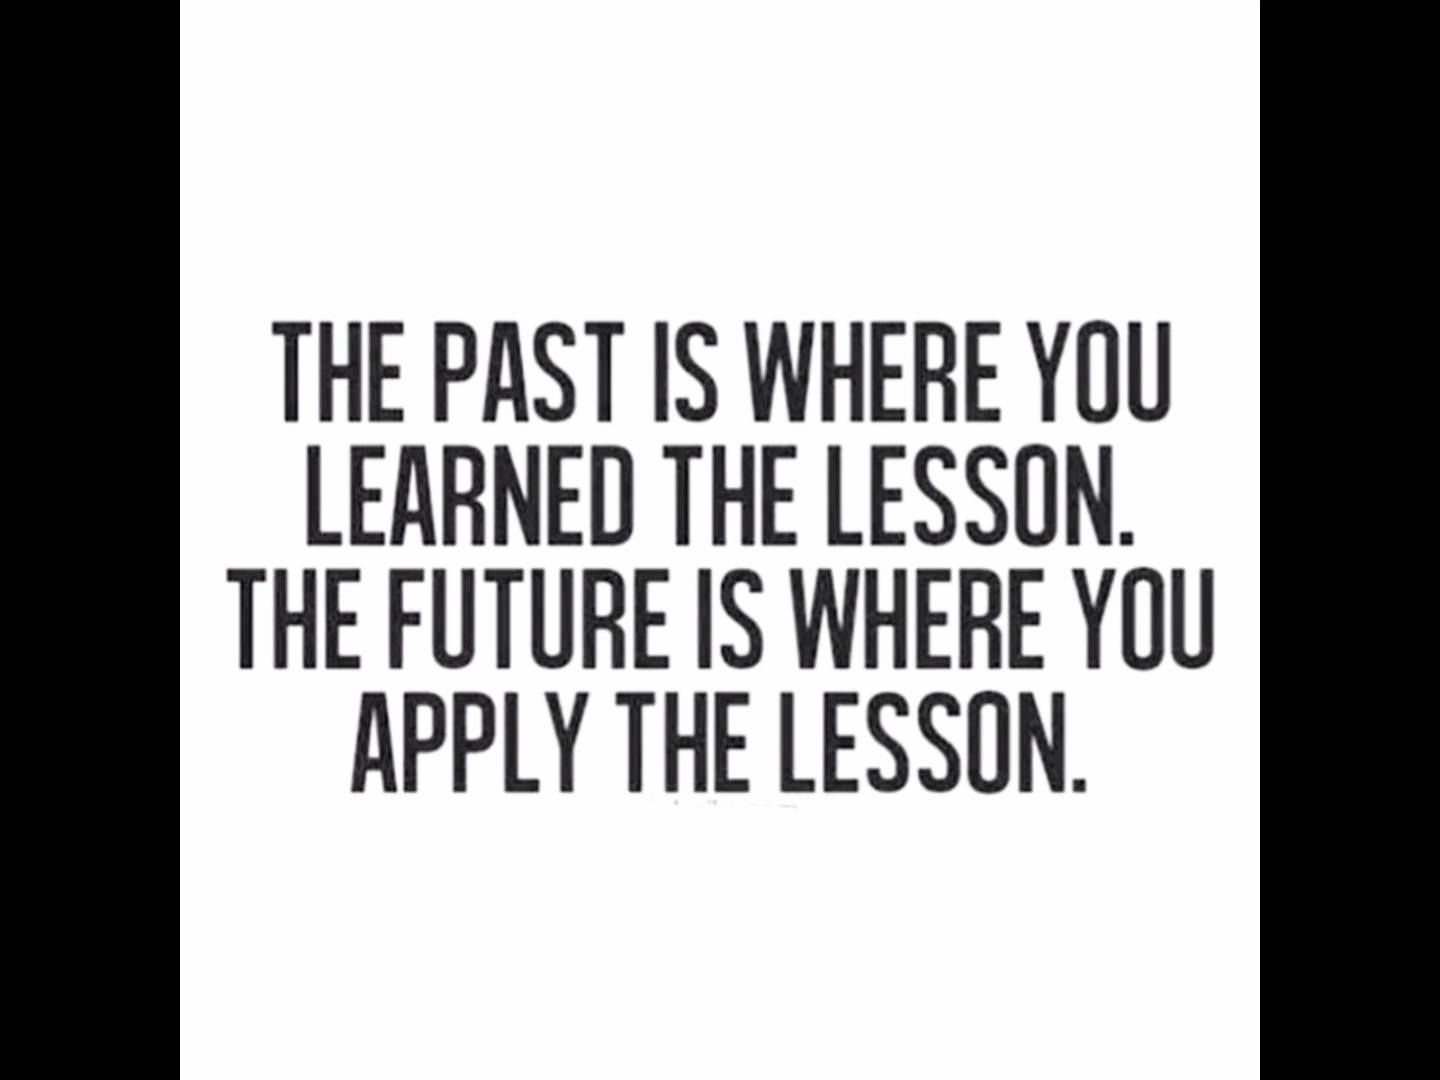 THE PAST IS WHERE YOU
LEARNED THE LESSON.
THE FUTURE IS WHERE YOU
APPLY THE LESSON.